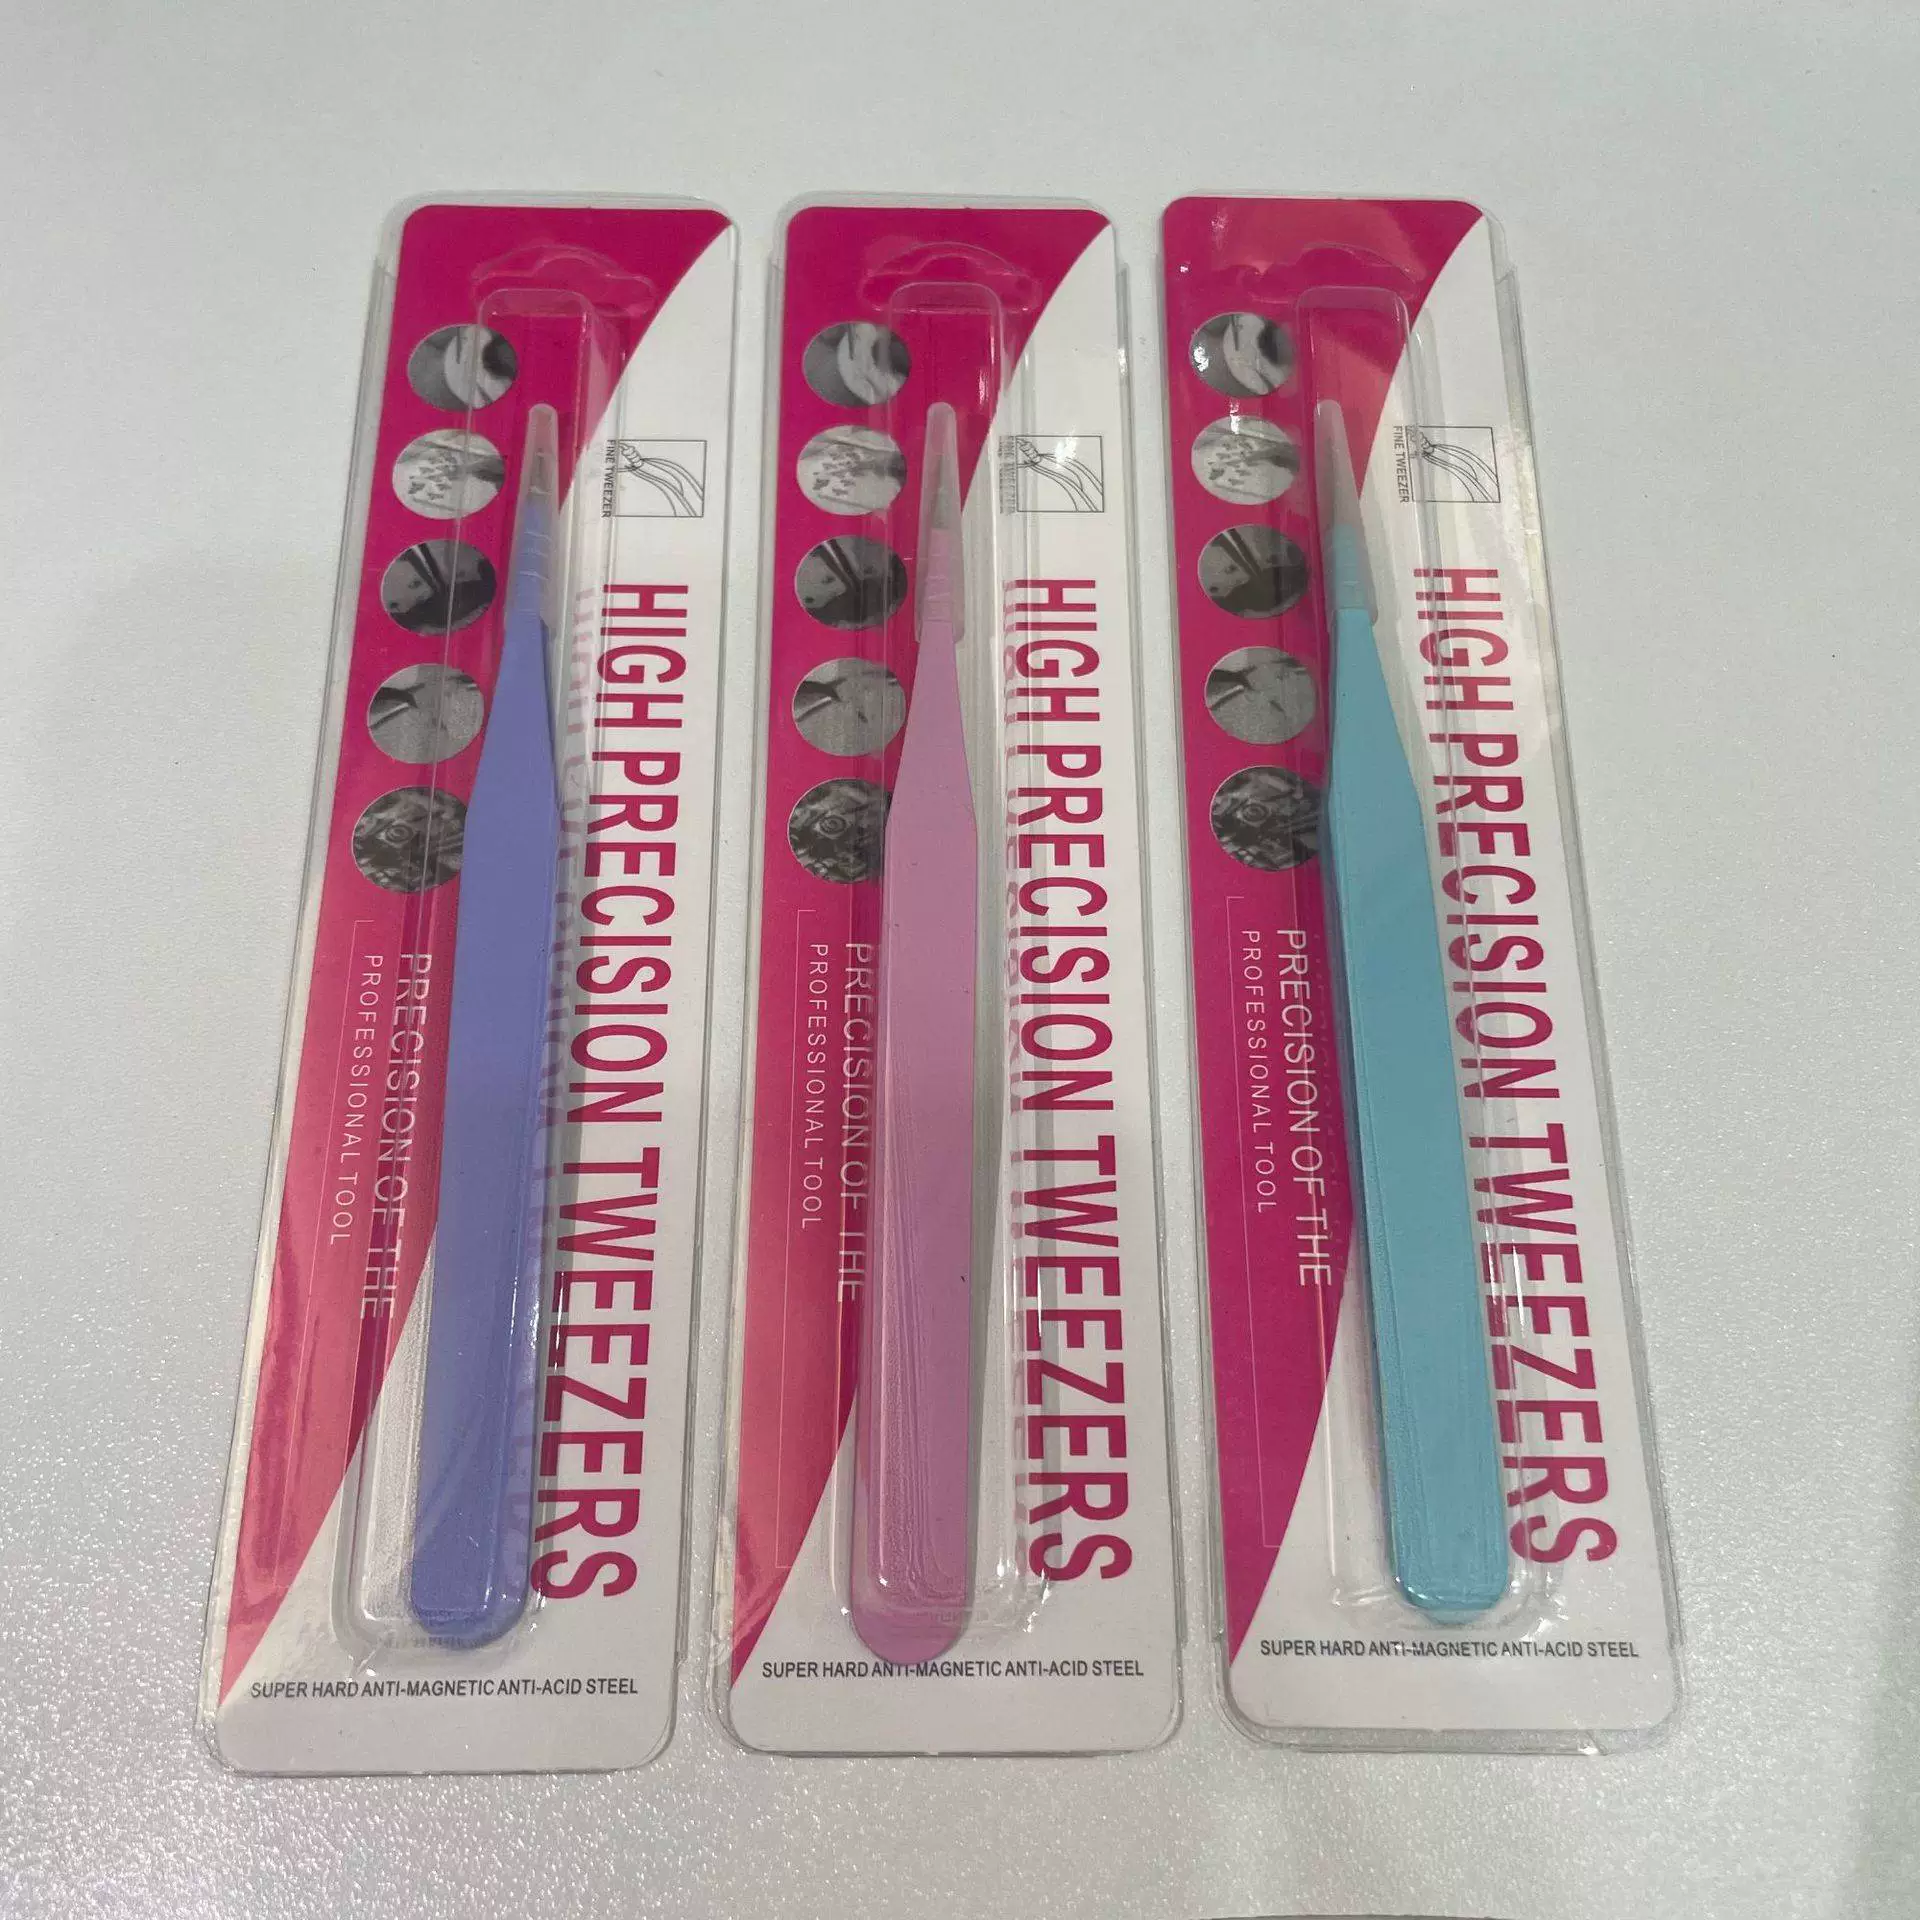 FINE TWEEZER
HIGH PRECISION TWEEZERS
PRECISION OF THE
PROFESSIONAL TOOL
SUPER HARD ANTI-MAGNETIC ANTI-ACID STEEL
FINE TWEEZER
HIGH PRECISION TWEEZERS
PRECISION OF THE
PROFESSIONAL TOOL
SUPER HARD ANTI-MAGNETIC ANTI-ACID STEEL
FINE TWEEZER
HIGH PRECISION TWEEZERS
PRECISION OF THE
PROFESSIONAL TOOL
SUPER HARD ANTI-MAGNETIC ANTI-ACID STEEL